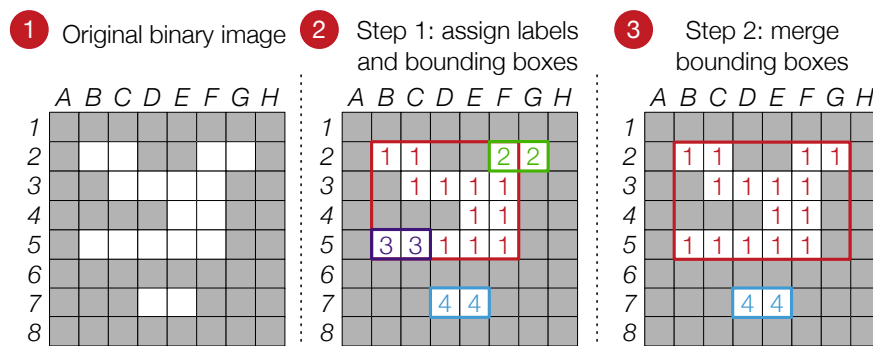 1 Original binary image
A B C D E F G H
1
2
3
4
5
6
7
8
2 Step 1: assign labels
and bounding boxes
A B C D E F G H
1
2 1 1 2 2
3 1 1 1 1
4 1 1
5 3 3 1 1 1
6
7 4 4
8
3 Step 2: merge
bounding boxes
A B C D E F G H
1
2 1 1 1 1
3 1 1 1 1
4 1 1
5 1 1 1 1 1
6
7 4 4
8